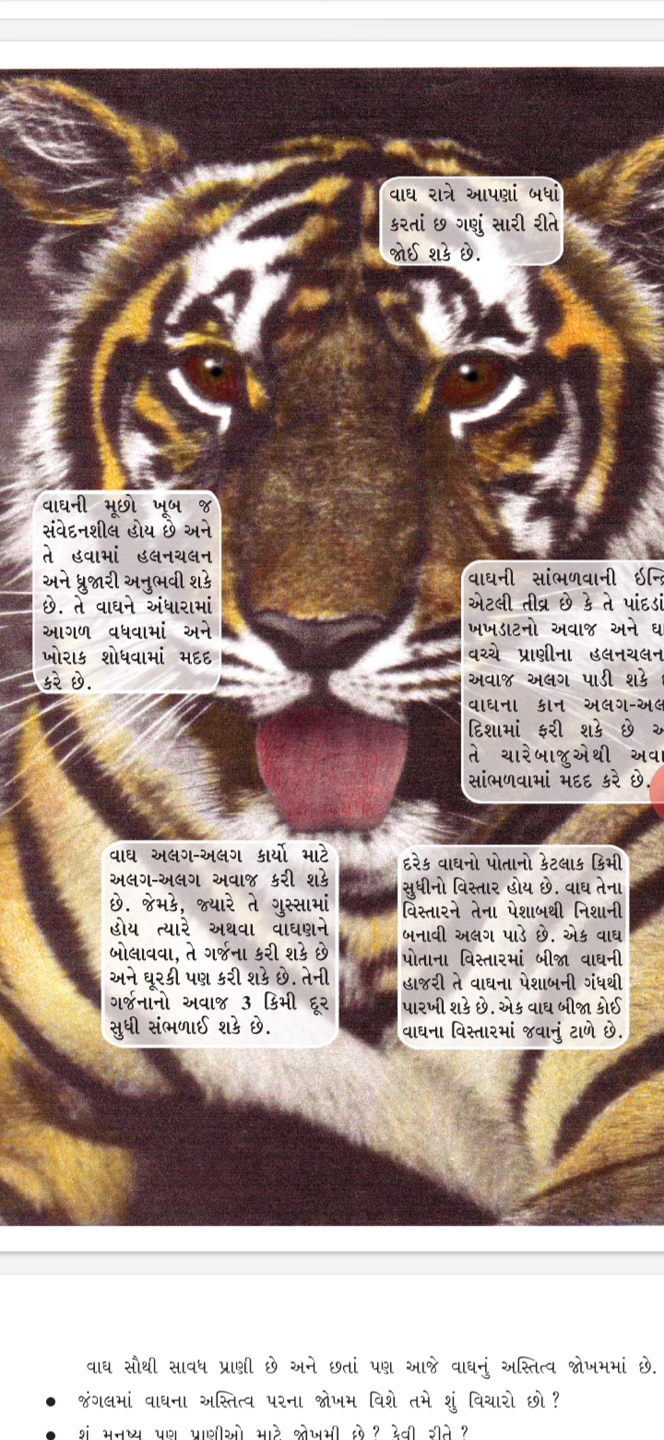 વાઘ રાત્રે આપણાં બધાં
કરતાં છ ગણું સારી રીતે
જોઈ શકે છે.
વાઘની મૂછો ખૂબ જ
સંવેદનશીલ હોય છે અને
તે હવામાં હલનચલન
અને ધ્રુજારી અનુભવી શકે
છે. તે વાઘને અંધારામાં
આગળ વધવામાં અને
ખોરાક શોધવામાં મદદ
કરે છે.
વાઘની સાંભળવાની
એટલી તીવ્ર છે કે તે
ખખડાટનો અવાજ અને
વચ્ચે પ્રાણીના
અવાજ અલગ પાડી શકે
વાઘના કાન
દિશામાં ફરી શકે છે
તે ચારેબાજુએથી
સાંભળવામાં મદદ કરે છે.
વાઘ અલગ-અલગ કાર્યો માટે
અલગ-અલગ અવાજ કરી શકે
છે. જેમકે, જ્યારે તે ગુસ્સામાં
હોય ત્યારે અથવા વાઘણને
બોલાવવા, તે ગર્જના કરી શકે છે
અને ઘૂરકી પણ કરી શકે છે. તેની
ગર્જનાનો અવાજ 3 કિમી દૂર
સુધી સંભળાઈ શકે છે.
દરેક વાઘનો પોતાનો કેટલાક કિમી
સુધીનો વિસ્તાર હોય છે. વાઘ તેના
વિસ્તારને તેના પેશાબથી નિશાની
બનાવી અલગ પાડે છે. એક વાઘ
પોતાના વિસ્તારમાં બીજા વાઘની
હાજરી તે વાઘના પેશાબની ગંધથી
પારખી શકે છે. એક વાઘ બીજા કોઈ
વાઘના વિસ્તારમાં જવાનું ટાળે છે.
વાઘ સૌથી સાવધ પ્રાણી છે અને છતાં પણ આજે વાઘનું અસ્તિત્વ જોખમમાં છે.
● જંગલમાં વાઘના અસ્તિત્વ પરના જોખમ વિશે તમે શું વિચારો છો ?
● શું મનુષ્ય પણ પ્રાણીઓ માટે જોખમી છે ? કેવી રીતે ?